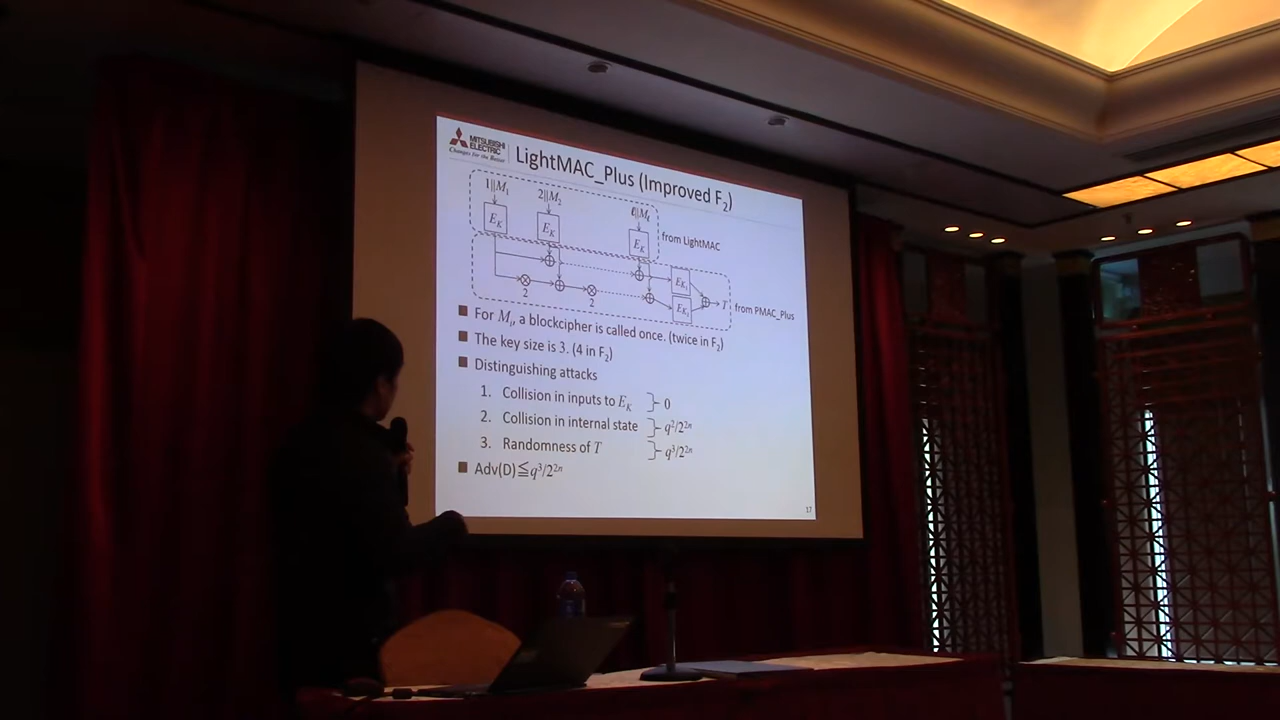 MITSUBISHI
ELECTRIC
Changes for the Better
LightMAC_Plus (Improved F₂)
1||M₁
2||M₂
ℓ||Mℓ
E_K
E_K
E_K
from LightMAC
2
2
E_K₁
E_K₂
T
from PMAC_Plus
■ For Mᵢ, a blockcipher is called once. (twice in F₂)
■ The key size is 3. (4 in F₂)
■ Distinguishing attacks
1. Collision in inputs to E_K }- 0
2. Collision in internal state }- q²/2²ⁿ
3. Randomness of T }- q³/2²ⁿ
■ Adv(D)≦q³/2²ⁿ
17